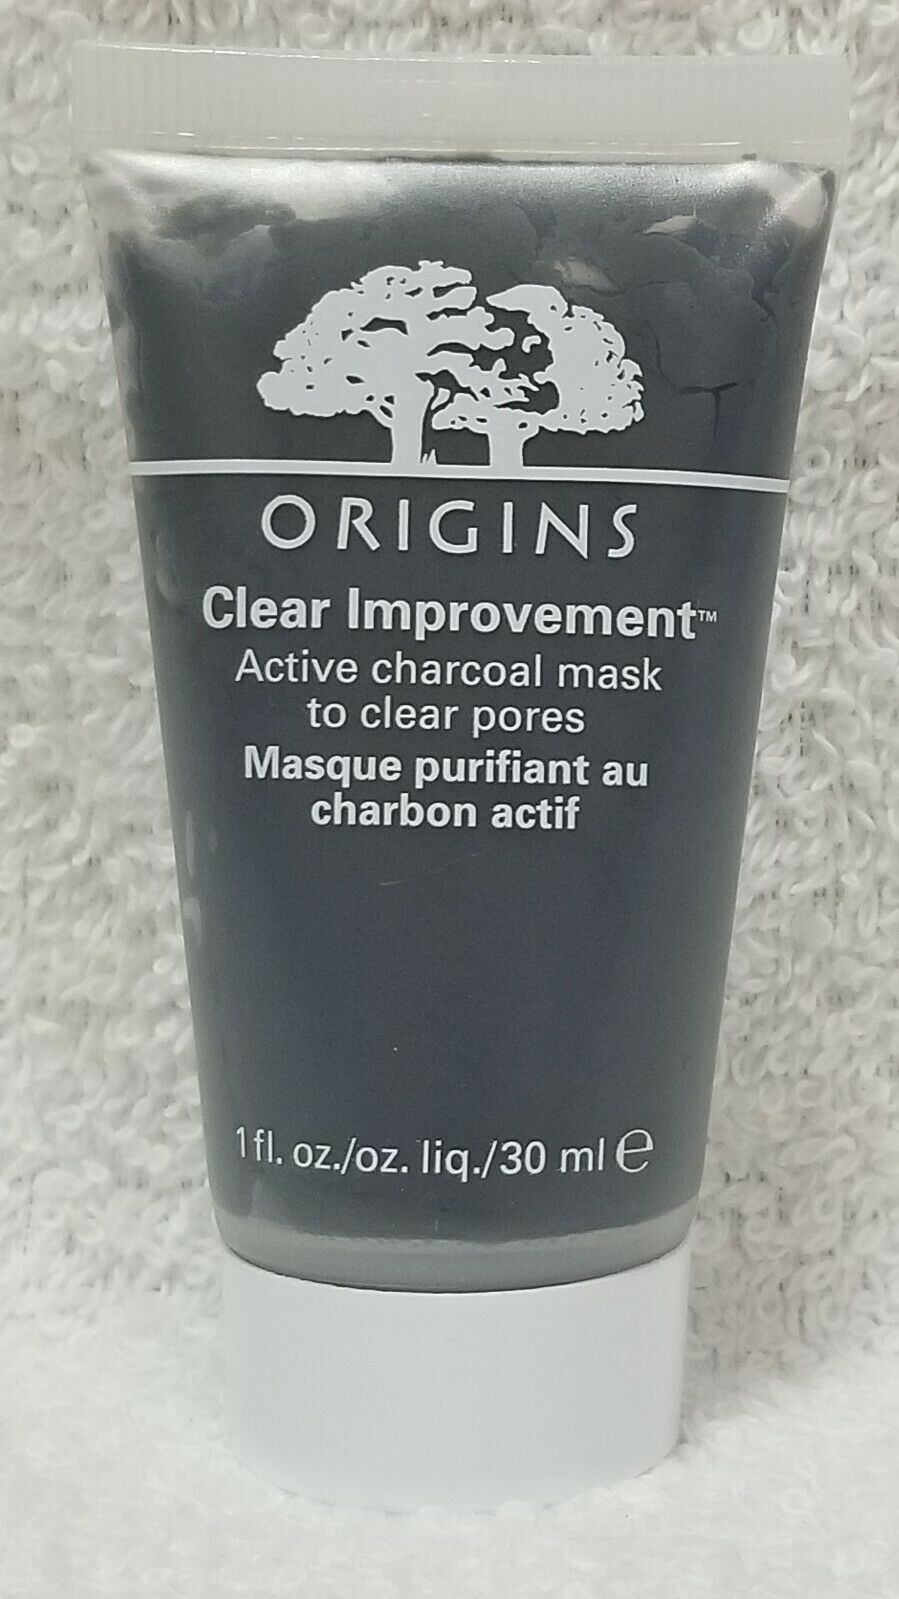 ORIGINS
Clear Improvement™
Active charcoal mask
to clear pores
Masque purifiant au
charbon actif
1 fl. oz./oz. liq./30 ml ℮